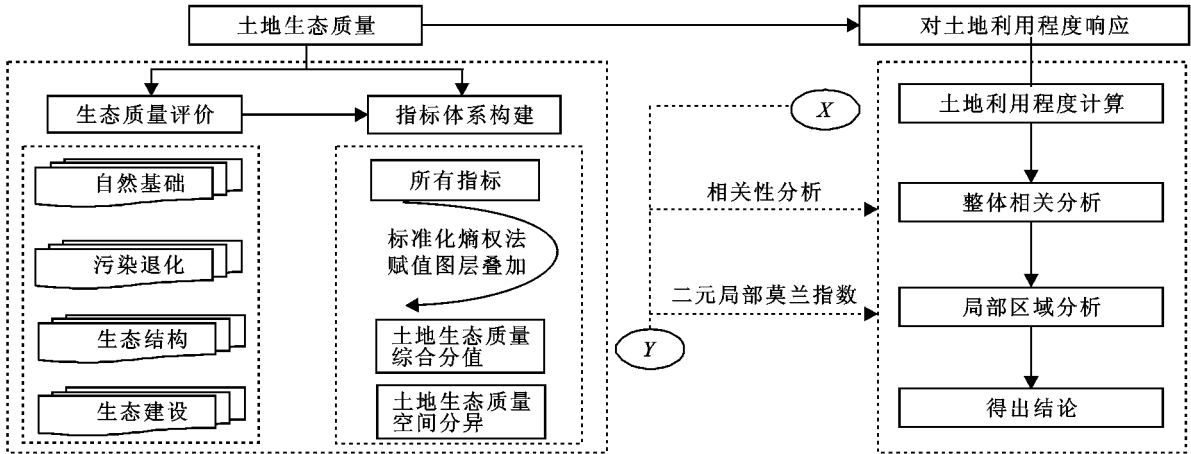 土地生态质量
对土地利用程度响应
生态质量评价
指标体系构建
自然基础
污染退化
生态结构
生态建设
所有指标
标准化熵权法
赋值图层叠加
土地生态质量
综合分值
土地生态质量
空间分异
X
相关性分析
二元局部莫兰指数
Y
土地利用程度计算
整体相关分析
局部区域分析
得出结论